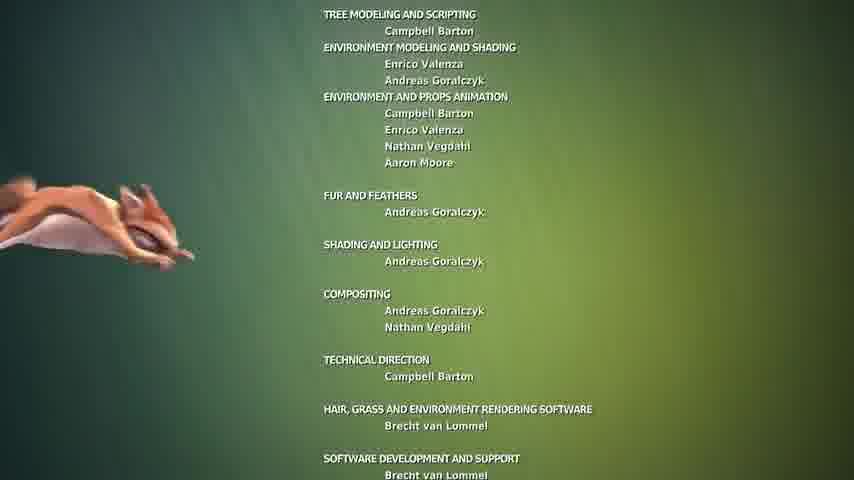 TREE MODELING AND SCRIPTING
Campbell Barton
ENVIRONMENT MODELING AND SHADING
Enrico Valenza
Andreas Goralczyk
ENVIRONMENT AND PROPS ANIMATION
Campbell Barton
Enrico Valenza
Nathan Vegdahl
Aaron Moore
FUR AND FEATHERS
Andreas Goralczyk
SHADING AND LIGHTING
Andreas Goralczyk
COMPOSITING
Andreas Goralczyk
Nathan Vegdahl
TECHNICAL DIRECTION
Campbell Barton
HAIR, GRASS AND ENVIRONMENT RENDERING SOFTWARE
Brecht van Lommel
SOFTWARE DEVELOPMENT AND SUPPORT
Brecht van Lommel